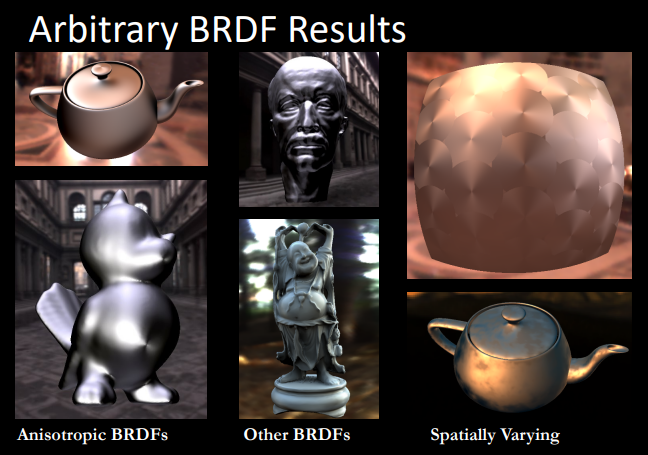 Arbitrary BRDF Results
Anisotropic BRDFs
Other BRDFs
Spatially Varying